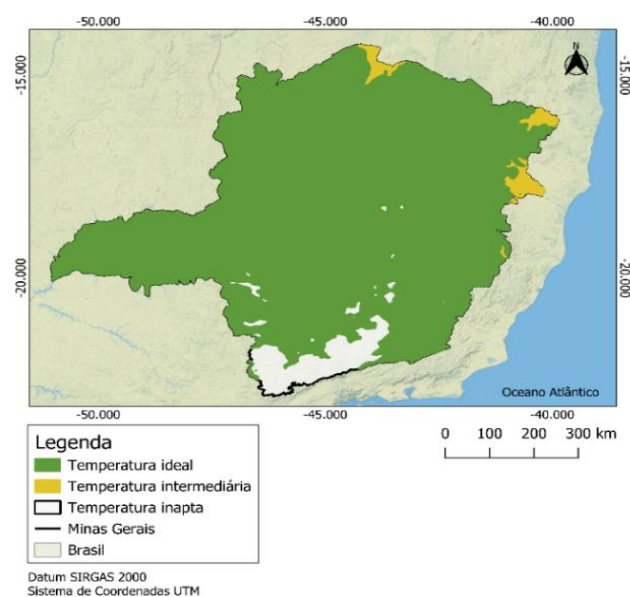 -50.000 -45.000 -40.000
-15.000 -15.000
N
-20.000 -20.000
Oceano Atlântico
-50.000 -45.000 -40.000
Legenda
Temperatura ideal
Temperatura intermediária
Temperatura inapta
Minas Gerais
Brasil
0 100 200 300 km
Datum SIRGAS 2000
Sistema de Coordenadas UTM